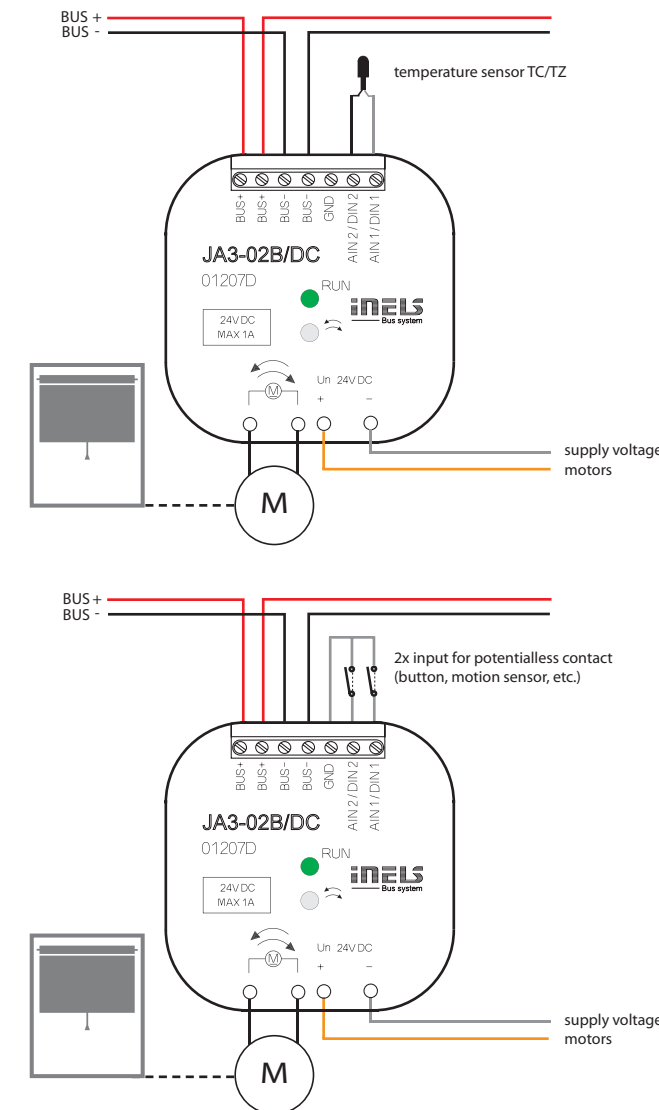 BUS +
BUS -
temperature sensor TC/TZ
BUS+
BUS+
BUS-
BUS-
GND
AIN 2 / DIN 2
AIN 1 / DIN 1
JA3-02B/DC
01207D
RUN
24V DC
MAX 1A
iNELS
Bus system
M
Un 24V DC
+ −
supply voltage
motors
M
BUS +
BUS -
2x input for potentialless contact
(button, motion sensor, etc.)
BUS+
BUS+
BUS-
BUS-
GND
AIN 2 / DIN 2
AIN 1 / DIN 1
JA3-02B/DC
01207D
RUN
24V DC
MAX 1A
iNELS
Bus system
M
Un 24V DC
+ −
supply voltage
motors
M